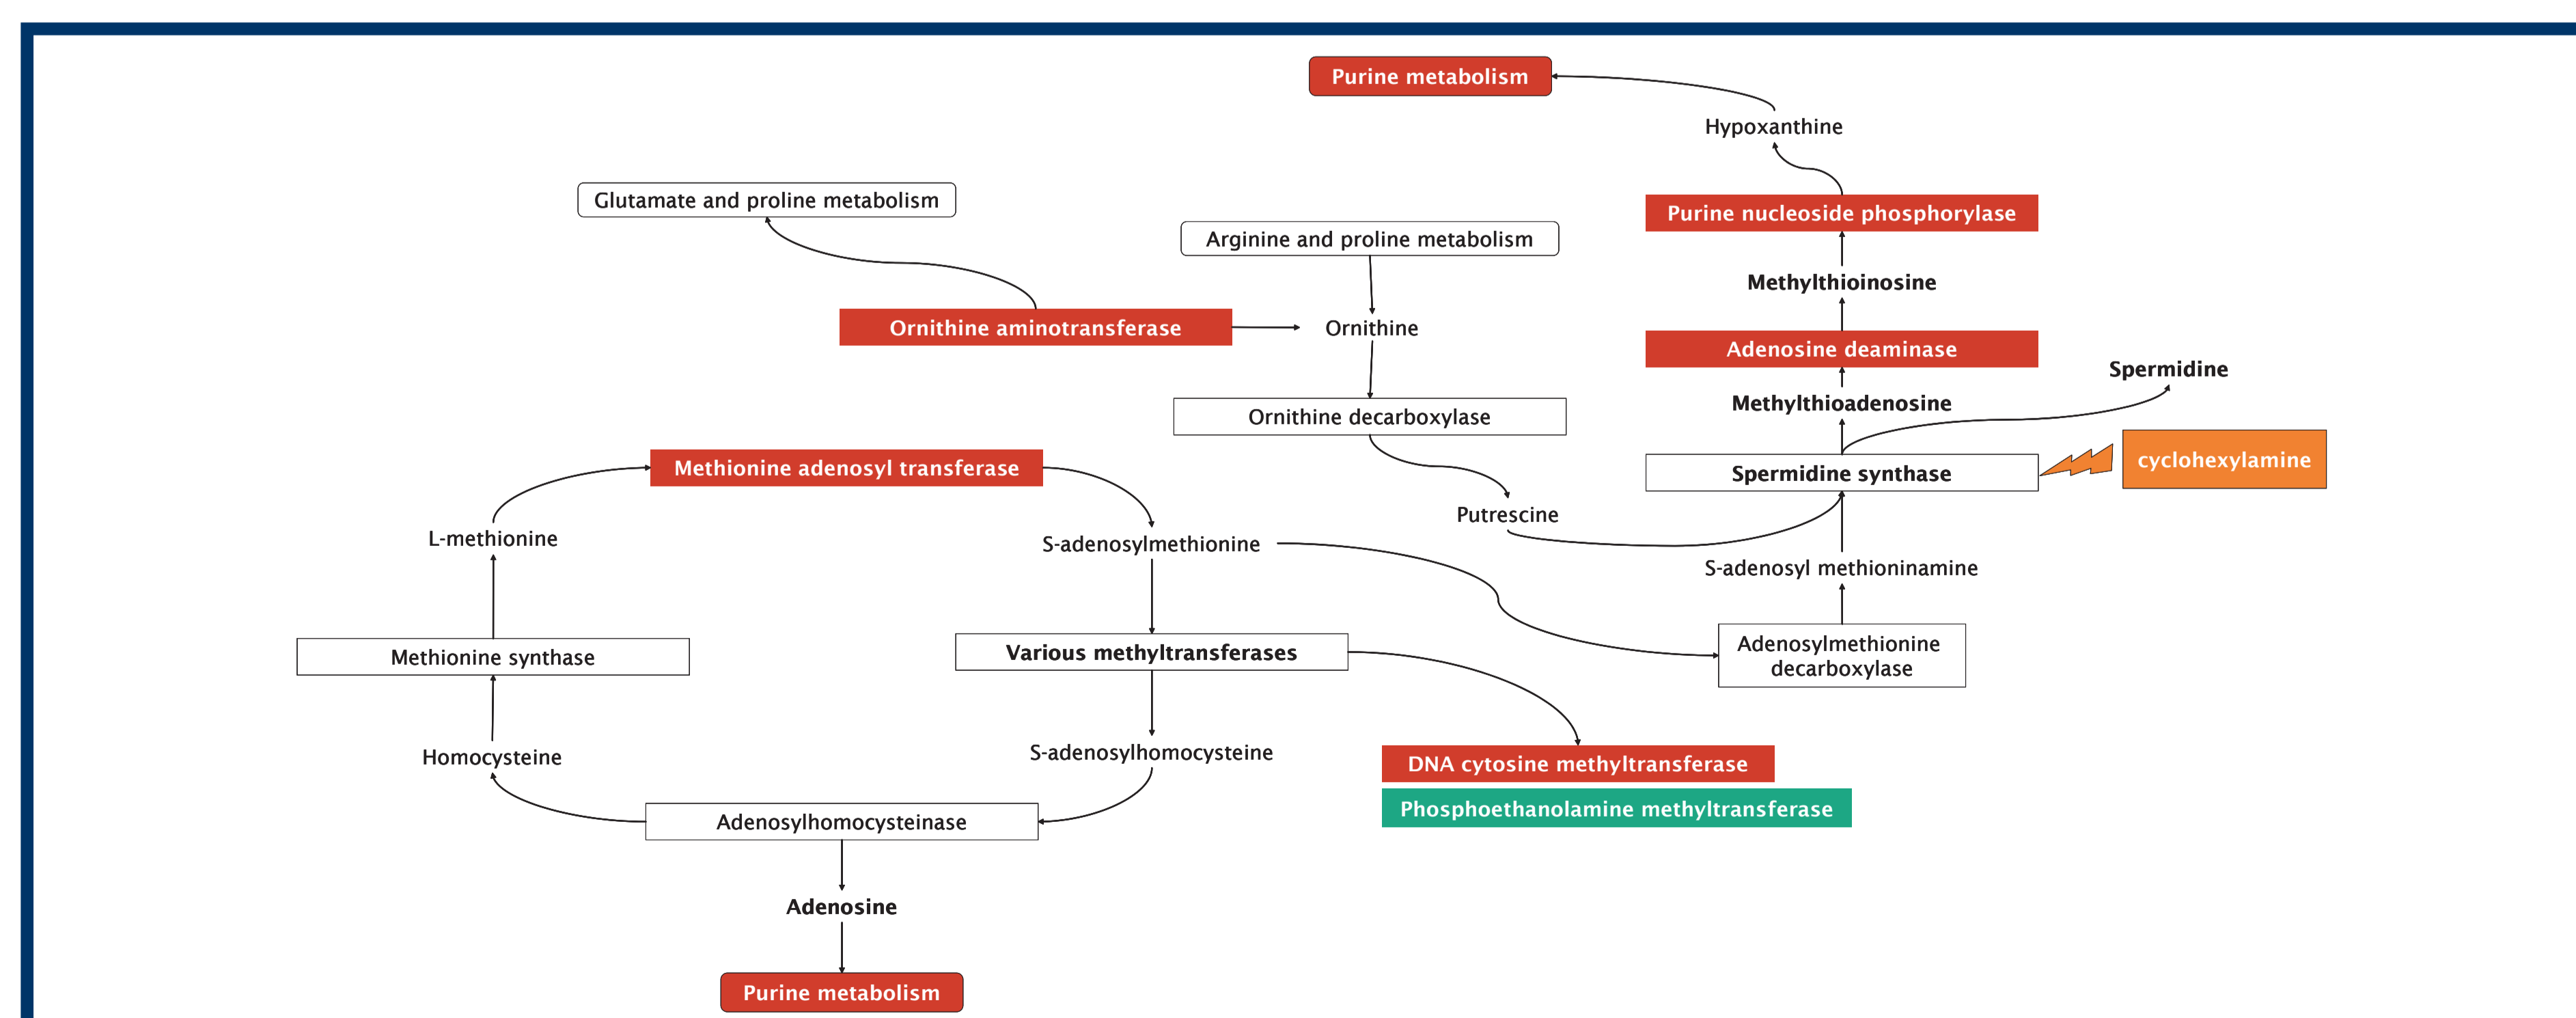 Purine metabolism
Hypoxanthine
Glutamate and proline metabolism
Purine nucleoside phosphorylase
Arginine and proline metabolism
Methylthioinosine
Ornithine aminotransferase
Ornithine
Adenosine deaminase
Spermidine
Methylthioadenosine
Ornithine decarboxylase
cyclohexylamine
Methionine adenosyl transferase
Spermidine synthase
Putrescine
L-methionine
S-adenosylmethionine
S-adenosyl methioninamine
Methionine synthase
Various methyltransferases
Adenosylmethionine
decarboxylase
Homocysteine
S-adenosylhomocysteine
DNA cytosine methyltransferase
Phosphoethanolamine methyltransferase
Adenosylhomocysteinase
Adenosine
Purine metabolism